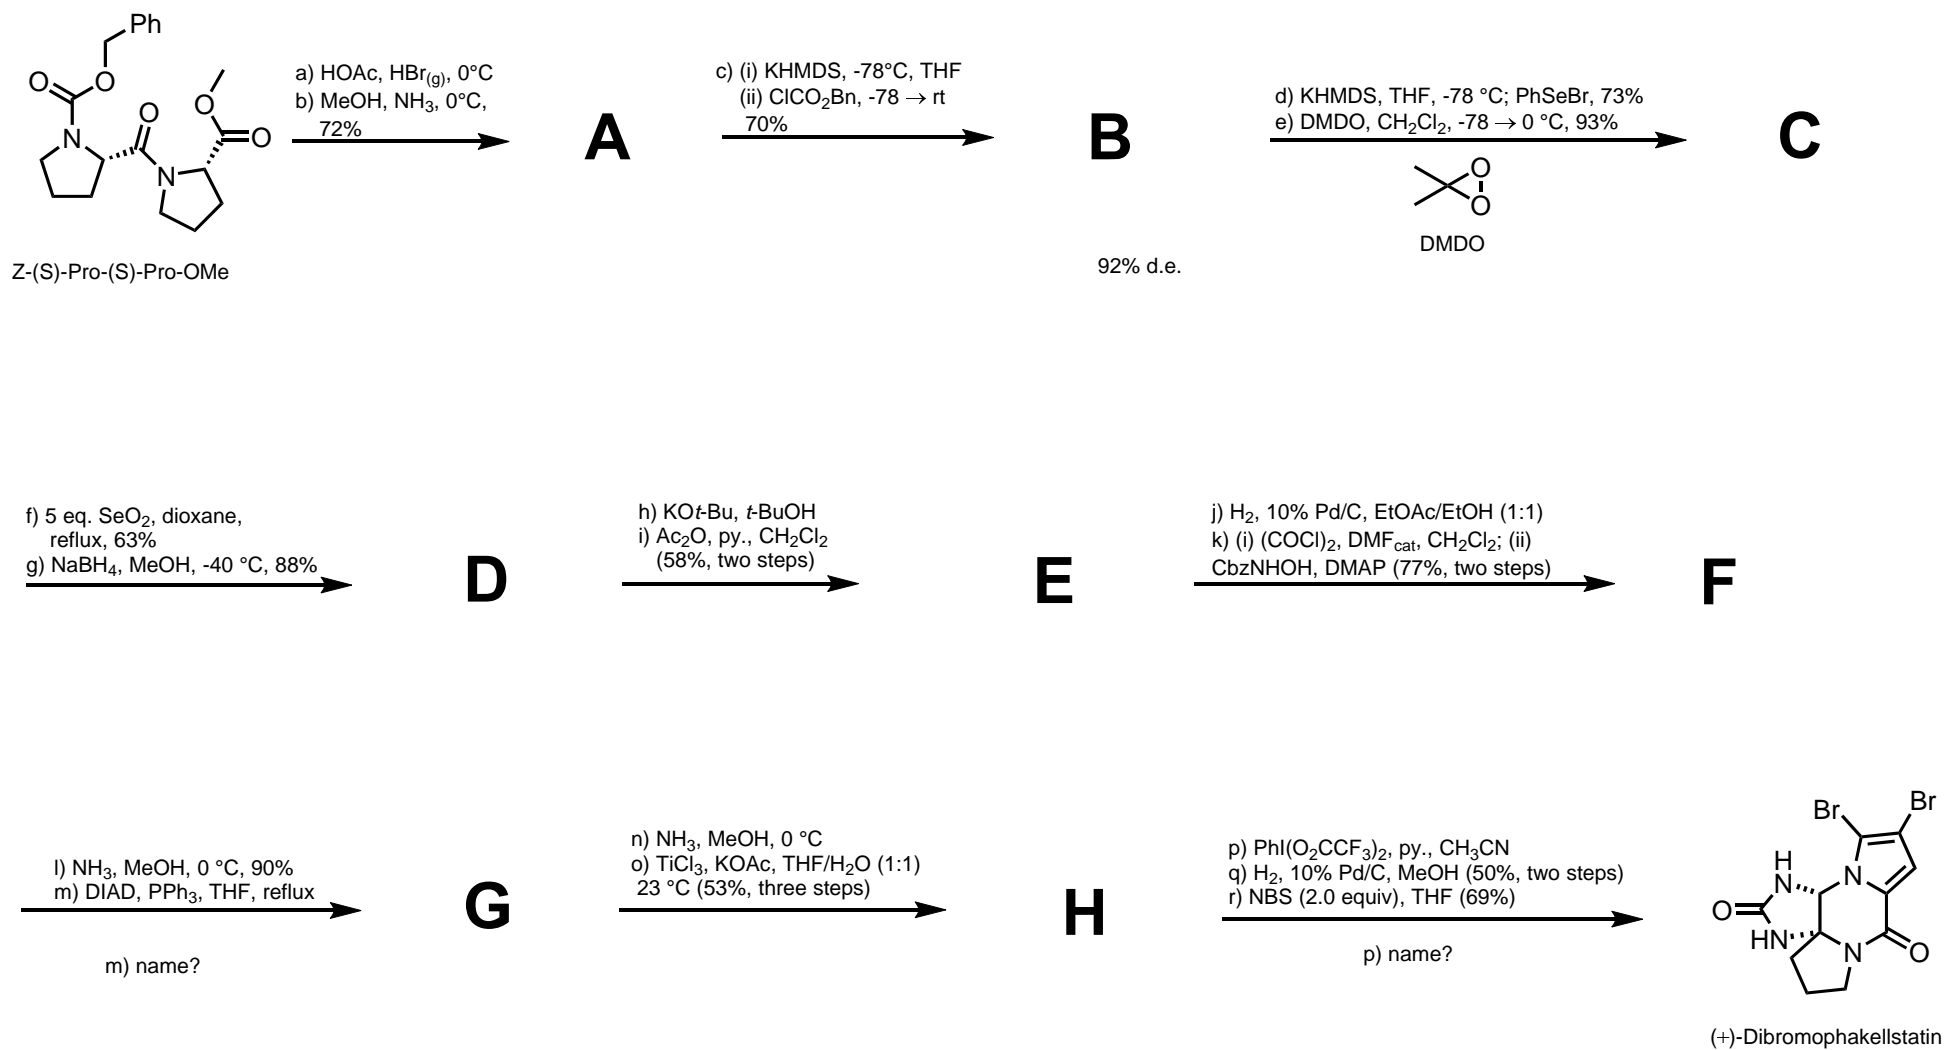 Ph
O
O
O
O
O
N
N
Z-(S)-Pro-(S)-Pro-OMe
a) HOAc, HBr(g), 0°C
b) MeOH, NH3, 0°C,
72%
A
c) (i) KHMDS, -78°C, THF
(ii) ClCO2Bn, -78 → rt
70%
B
92% d.e.
d) KHMDS, THF, -78 °C; PhSeBr, 73%
e) DMDO, CH2Cl2, -78 → 0 °C, 93%
O
O
DMDO
C
f) 5 eq. SeO2, dioxane,
reflux, 63%
g) NaBH4, MeOH, -40 °C, 88%
D
h) KOt-Bu, t-BuOH
i) Ac2O, py., CH2Cl2
(58%, two steps)
E
j) H2, 10% Pd/C, EtOAc/EtOH (1:1)
k) (i) (COCl)2, DMFcat, CH2Cl2; (ii)
CbzNHOH, DMAP (77%, two steps)
F
l) NH3, MeOH, 0 °C, 90%
m) DIAD, PPh3, THF, reflux
m) name?
G
n) NH3, MeOH, 0 °C
o) TiCl3, KOAc, THF/H2O (1:1)
23 °C (53%, three steps)
H
p) PhI(O2CCF3)2, py., CH3CN
q) H2, 10% Pd/C, MeOH (50%, two steps)
r) NBS (2.0 equiv), THF (69%)
p) name?
Br
Br
H
N
N
O
HN
N
O
(+)-Dibromophakellstatin